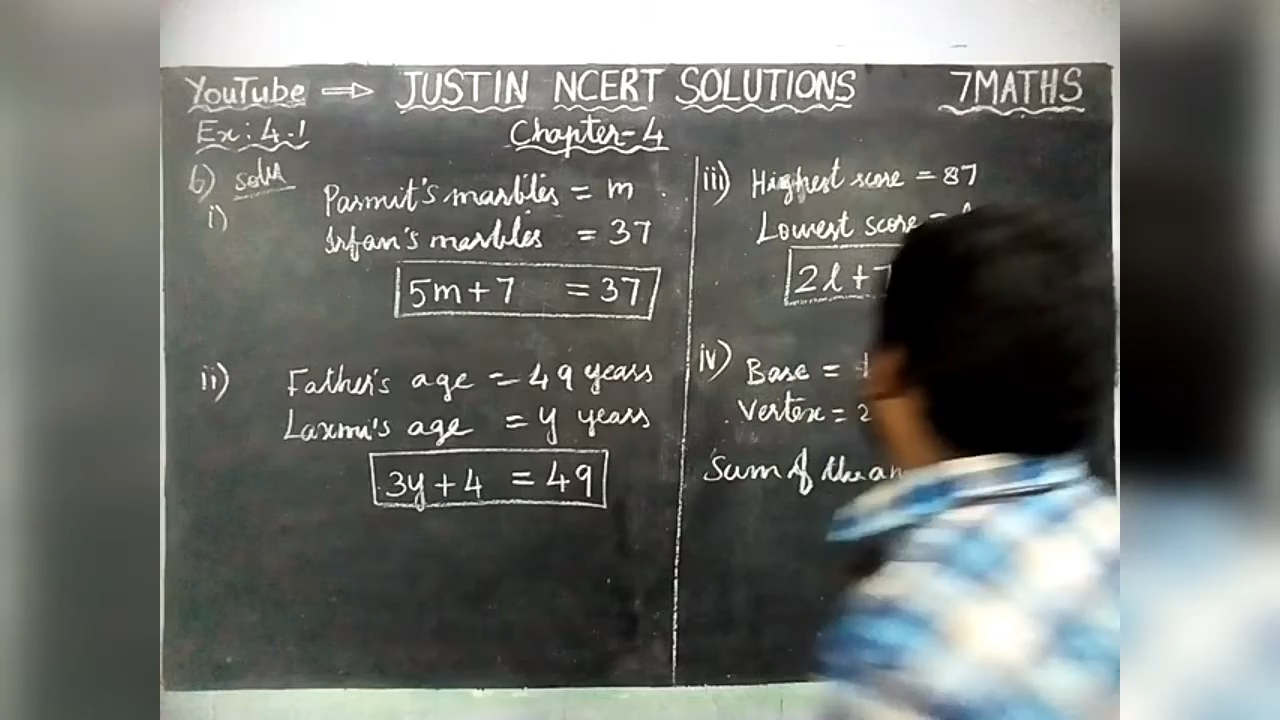 YouTube ⇒ JUSTIN NCERT SOLUTIONS 7MATHS
Ex: 4.1 Chapter-4
6) Soln
i) Parmit's marbles = m
Irfan's marbles = 37
5m+7 = 37
ii) Father's age = 49 years
Laxmi's age = y years
3y+4 = 49
iii) Highest score = 87
Lowest score =
2l+7
iv) Base =
Vertex = 2
Sum of the an